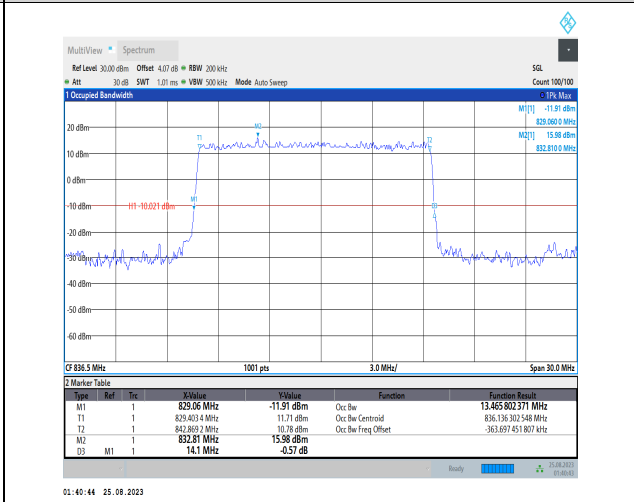 MultiView Spectrum
Ref Level 30.00 dBm Offset 4.07 dB RBW 200 kHz SGL
Att 30 dB SWT 1.01 ms VBW 500 kHz Mode Auto Sweep Count 100/100
1 Occupied Bandwidth 1Pk Max
M1[1] -11.91 dBm
829.060 0 MHz
M2[1] 15.98 dBm
832.810 0 MHz
20 dBm
T1 M2 T2
10 dBm
0 dBm
M1
H1 -10.021 dBm
D3
-10 dBm
-20 dBm
-30 dBm
-40 dBm
-50 dBm
-60 dBm
CF 836.5 MHz 1001 pts 3.0 MHz/ Span 30.0 MHz
2 Marker Table
Type Ref Trc X-Value Y-Value Function Function Result
M1 1 829.06 MHz -11.91 dBm Occ Bw 13.465 802 371 MHz
T1 1 829.403 4 MHz 11.71 dBm Occ Bw Centroid 836.136 302 548 MHz
T2 1 842.869 2 MHz 10.78 dBm Occ Bw Freq Offset -363.697 451 807 kHz
M2 1 832.81 MHz 15.98 dBm
D3 M1 1 14.1 MHz -0.57 dB
Ready 25.08.2023
01:40:43
01:40:44 25.08.2023